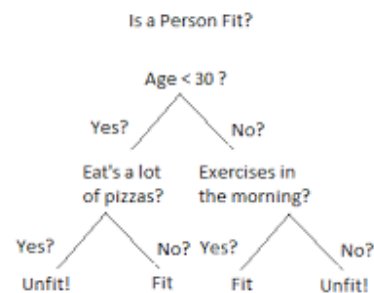 Is a Person Fit?
Age < 30 ?
Yes?
No?
Eat's a lot
of pizzas?
Exercises in
the morning?
Yes?
No?
Yes?
No?
Unfit!
Fit
Fit
Unfit!